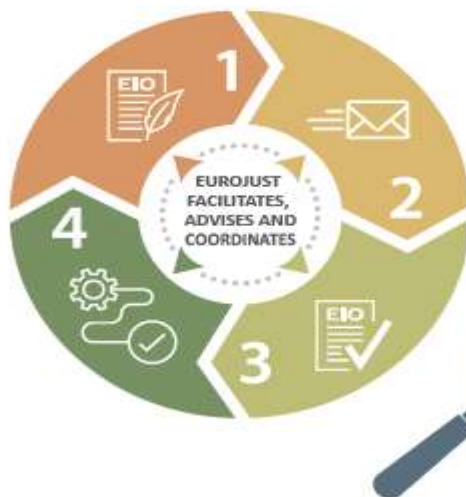 1
EIO
2
EUROJUST
FACILITATES,
ADVISES AND
COORDINATES
4
EIO
3